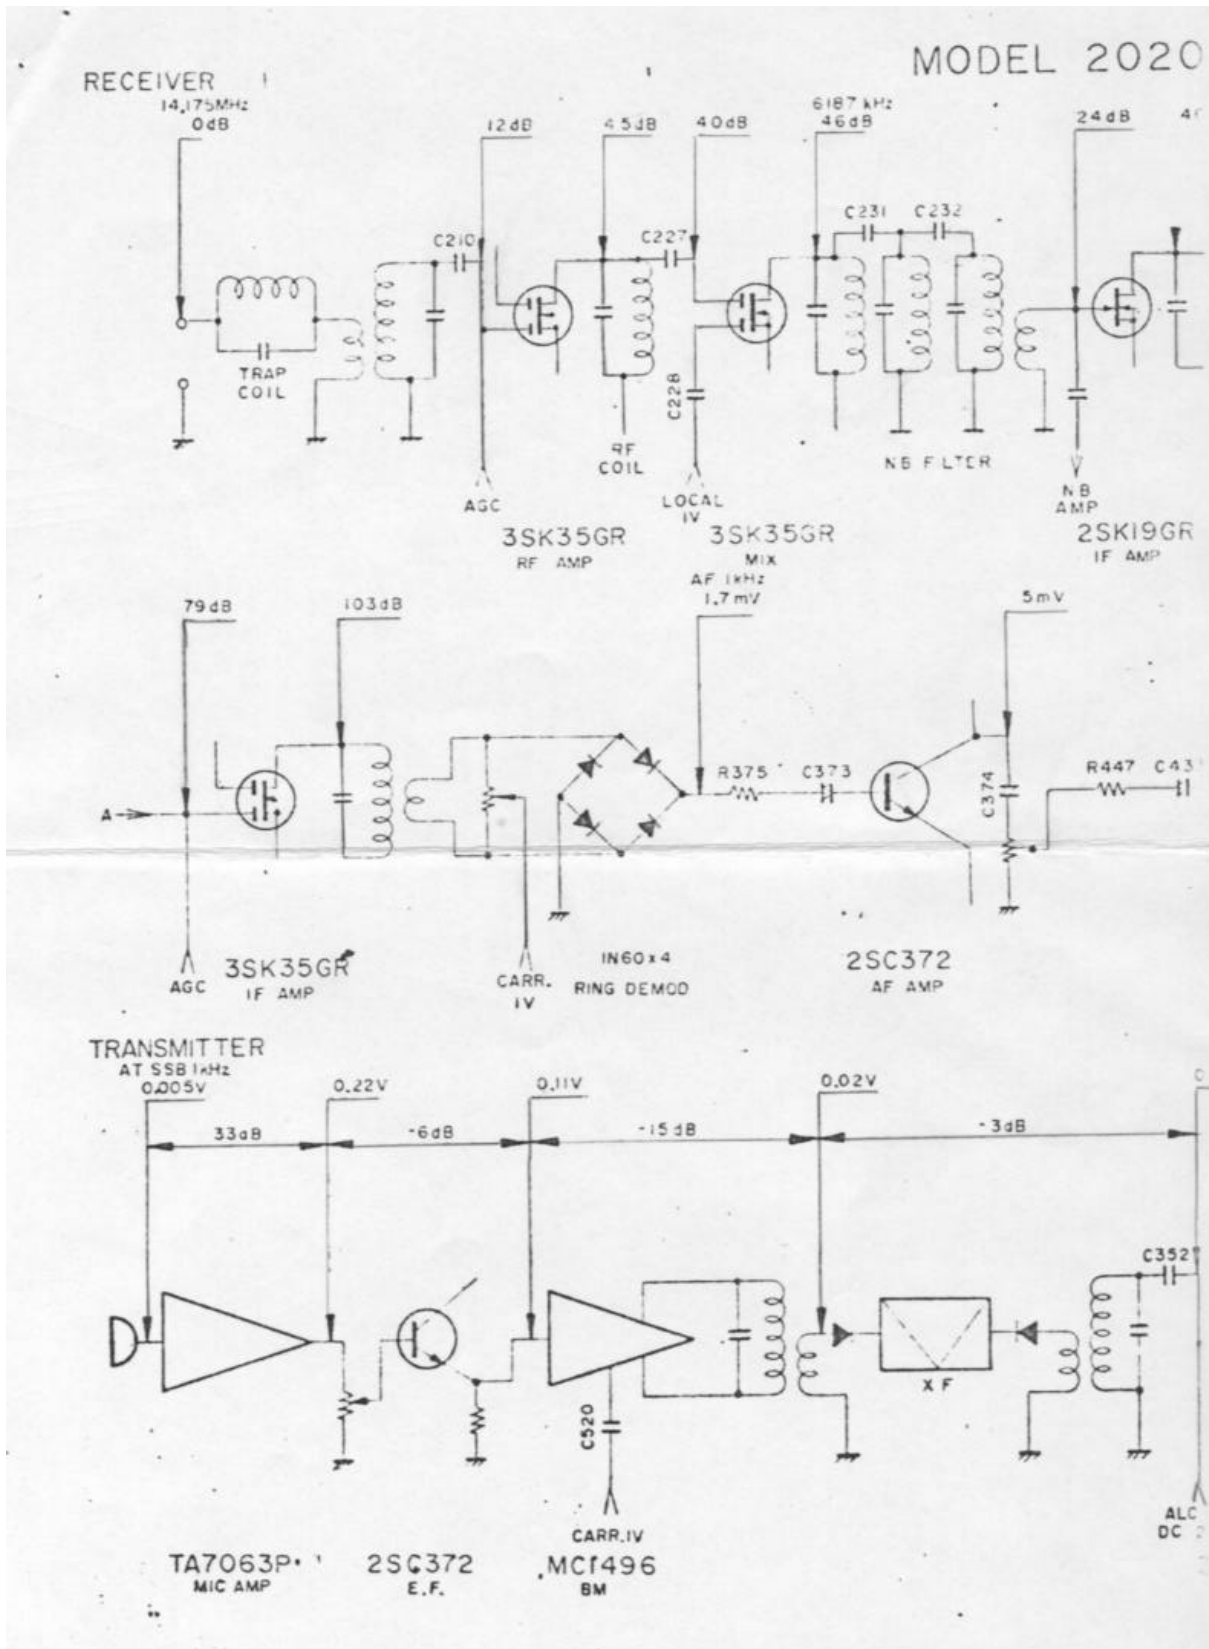 MODEL 2020
RECEIVER
14.175MHz
0dB
12dB
45dB
40dB
6187 kHz
46dB
24dB
C210
C227
C231
C232
TRAP
COIL
C228
RF
COIL
NB FILTER
AGC
LOCAL
1V
NB
AMP
3SK35GR
RF AMP
3SK35GR
MIX
2SK19GR
IF AMP
AF 1kHz
1.7mV
79dB
103dB
5mV
R375
C373
C374
R447
A
AGC
3SK35GR
IF AMP
CARR.
1V
IN60x4
RING DEMOD
2SC372
AF AMP
TRANSMITTER
AT SSB 1kHz
0.005V
0.22V
0.11V
0.02V
33dB
-6dB
-15dB
-3dB
C352
XF
C520
CARR.1V
ALC
DC
TA7063P
MIC AMP
2SC372
E.F.
MC1496
BM